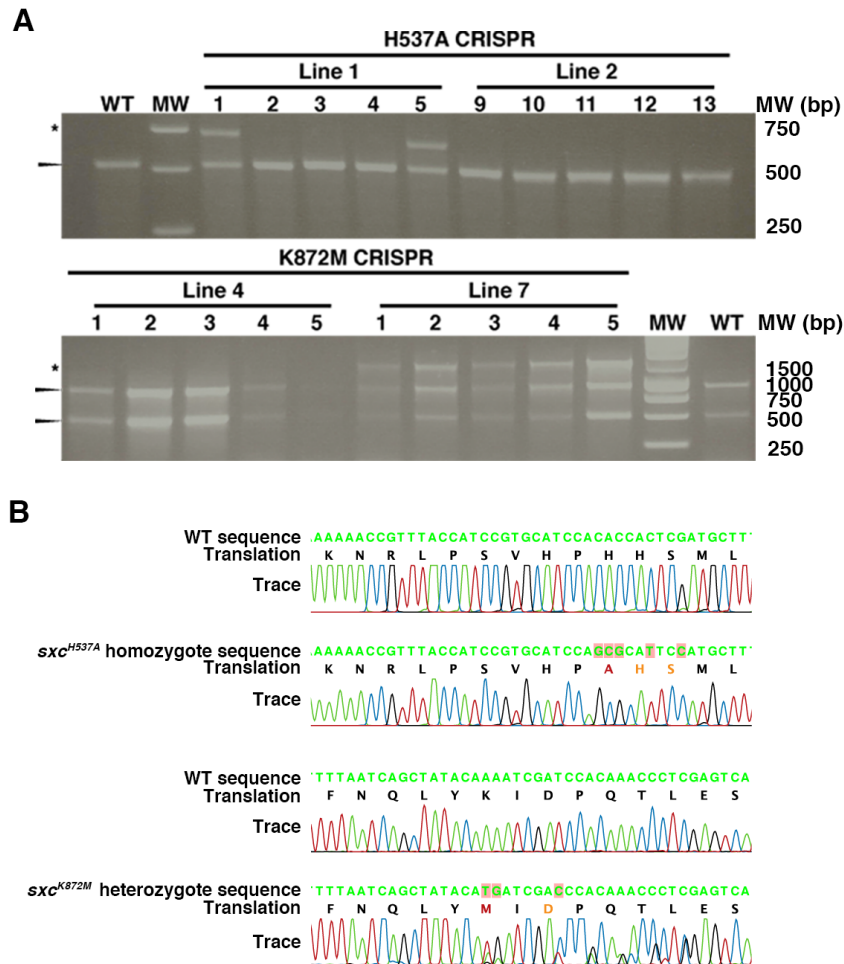 A
H537A CRISPR
Line 1 Line 2
WT MW 1 2 3 4 5 9 10 11 12 13 MW (bp)
* 750
500
250
K872M CRISPR
Line 4 Line 7
1 2 3 4 5 1 2 3 4 5 MW WT MW (bp)
* 1500
1000
750
500
250
B
WT sequence AAAAACCGTTTACCATCCGTGCATCCACACCACTCGATGCTT
Translation K N R L P S V H P H H S M L
Trace
sxcH537A homozygote sequence AAAAACCGTTTACCATCCGTGCATCCAGCGCATTCCATGCTT
Translation K N R L P S V H P A H S M L
Trace
WT sequence TTTAATCAGCTATACAAAATCGATCCACAAACCCTCGAGTCA
Translation F N Q L Y K I D P Q T L E S
Trace
sxcK872M heterozygote sequence TTTAATCAGCTATACATGATCGACCCACAAACCCTCGAGTCA
Translation F N Q L Y M I D P Q T L E S
Trace